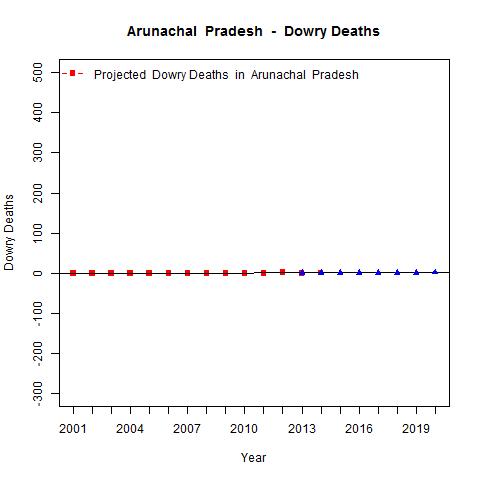 Arunachal Pradesh - Dowry Deaths
Projected Dowry Deaths in Arunachal Pradesh
Dowry Deaths
500
400
300
200
100
0
-100
-200
-300
2001 2004 2007 2010 2013 2016 2019
Year